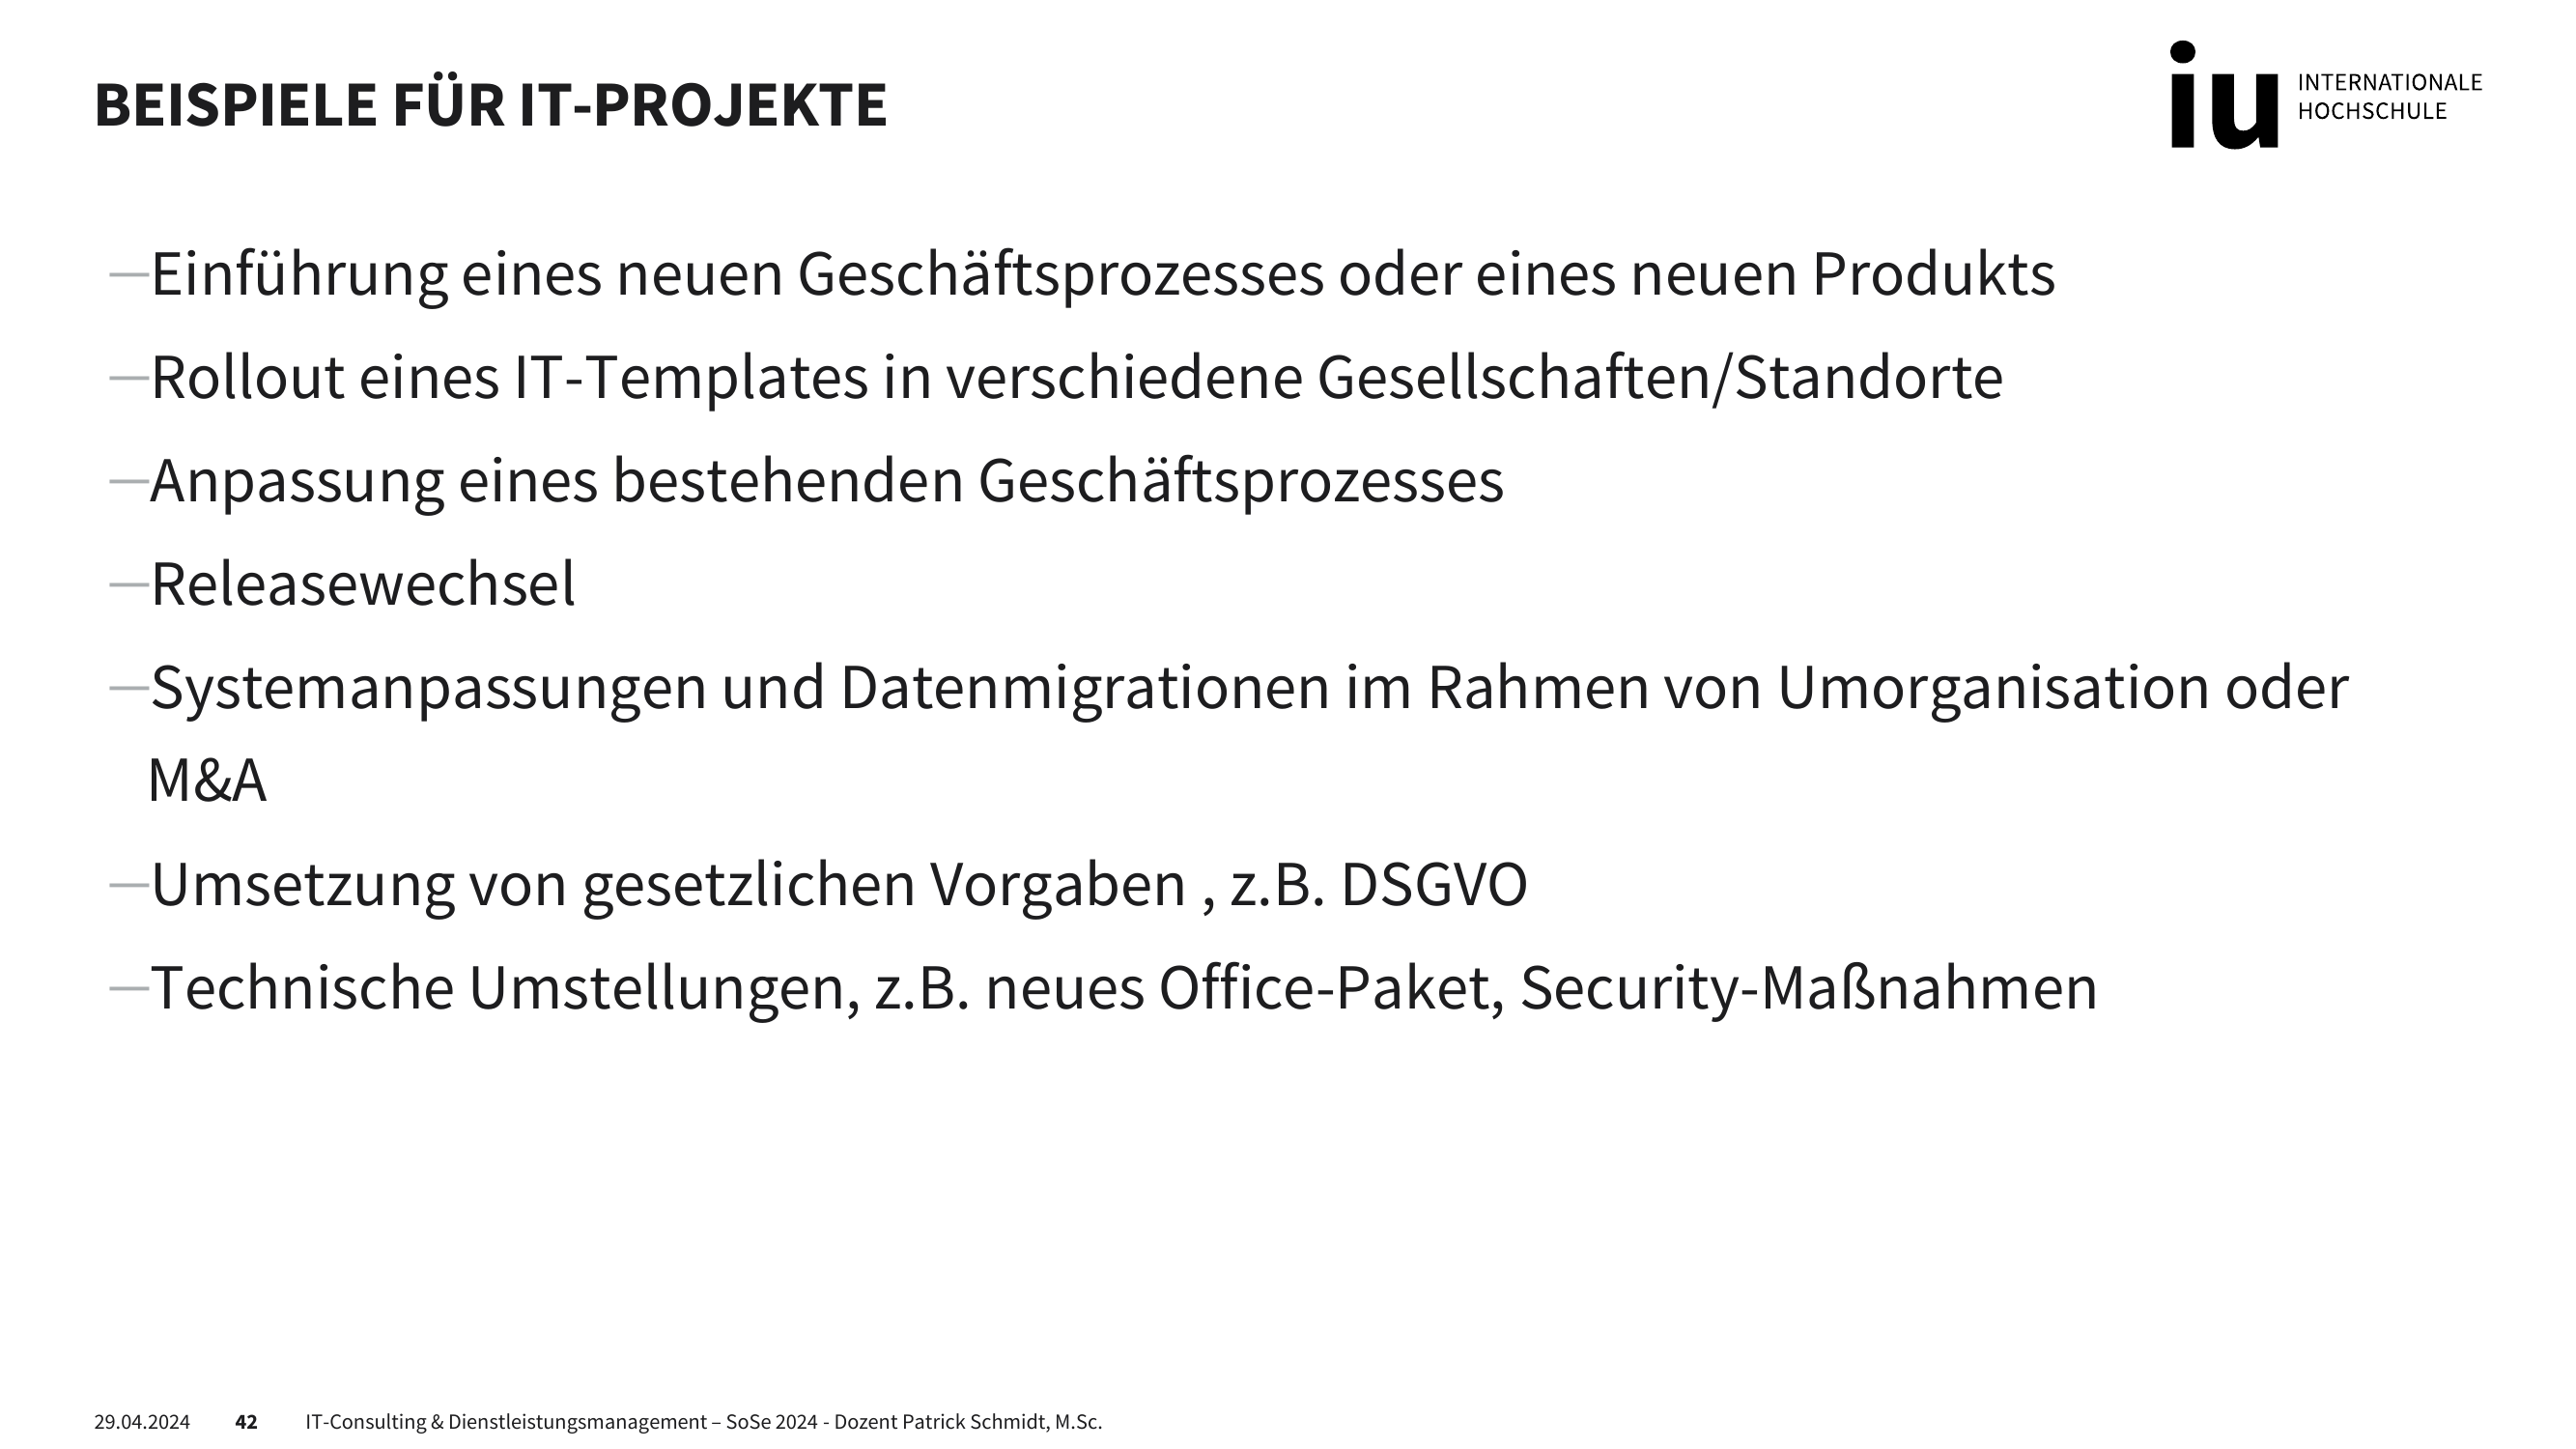 BEISPIELE FÜR IT-PROJEKTE
iu INTERNATIONALE
HOCHSCHULE
—Einführung eines neuen Geschäftsprozesses oder eines neuen Produkts
—Rollout eines IT-Templates in verschiedene Gesellschaften/Standorte
—Anpassung eines bestehenden Geschäftsprozesses
—Releasewechsel
—Systemanpassungen und Datenmigrationen im Rahmen von Umorganisation oder
M&A
—Umsetzung von gesetzlichen Vorgaben , z.B. DSGVO
—Technische Umstellungen, z.B. neues Office-Paket, Security-Maßnahmen
29.04.2024 42 IT-Consulting & Dienstleistungsmanagement – SoSe 2024 - Dozent Patrick Schmidt, M.Sc.